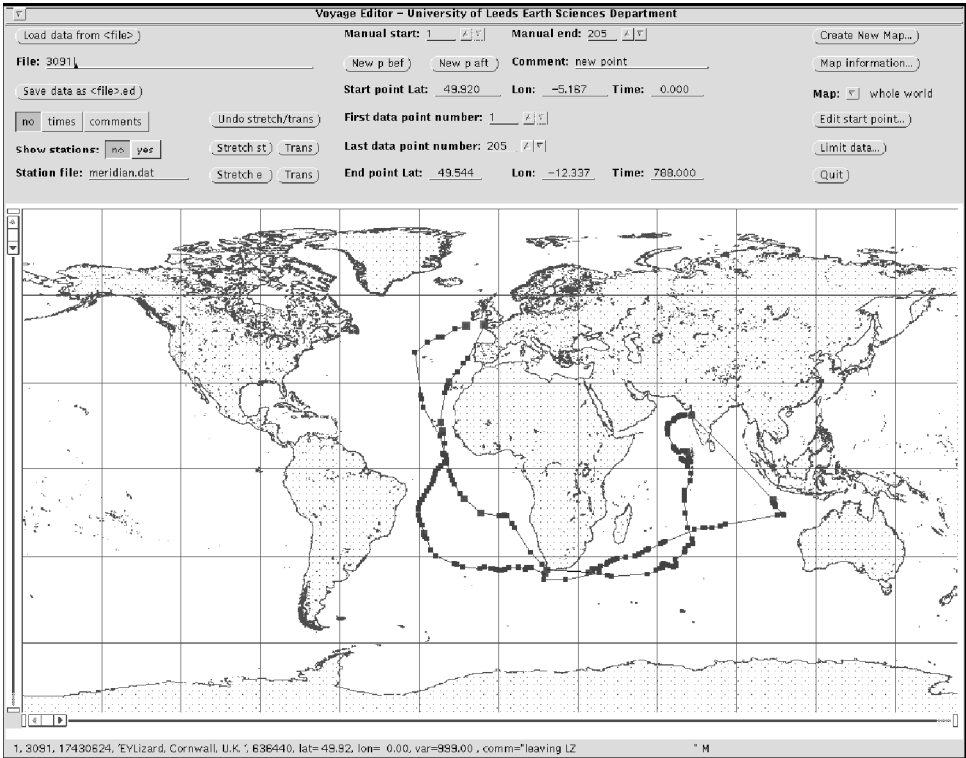 Voyage Editor – University of Leeds Earth Sciences Department
Load data from <file>
Manual start: 1
Manual end: 205
Create New Map...
File: 3091
New p bef
New p aft
Comment: new point
Map information...
Save data as <file>.ed
Start point Lat: 49.920
Lon: -5.167
Time: 0.000
Map: whole world
no times comments
Undo stretch/trans
First data point number: 1
Edit start point...
Show stations: no yes
Stretch st
Trans
Last data point number: 205
Limit data...
Station file: meridian.dat
Stretch e
Trans
End point Lat: 49.544
Lon: -12.337
Time: 788.000
Quit
1, 3091, 17430624, 'EYLizard, Cornwall, U.K. ', 636440, lat= 49.92, lon= 0.00, var=999.00 , comm="leaving LZ " M